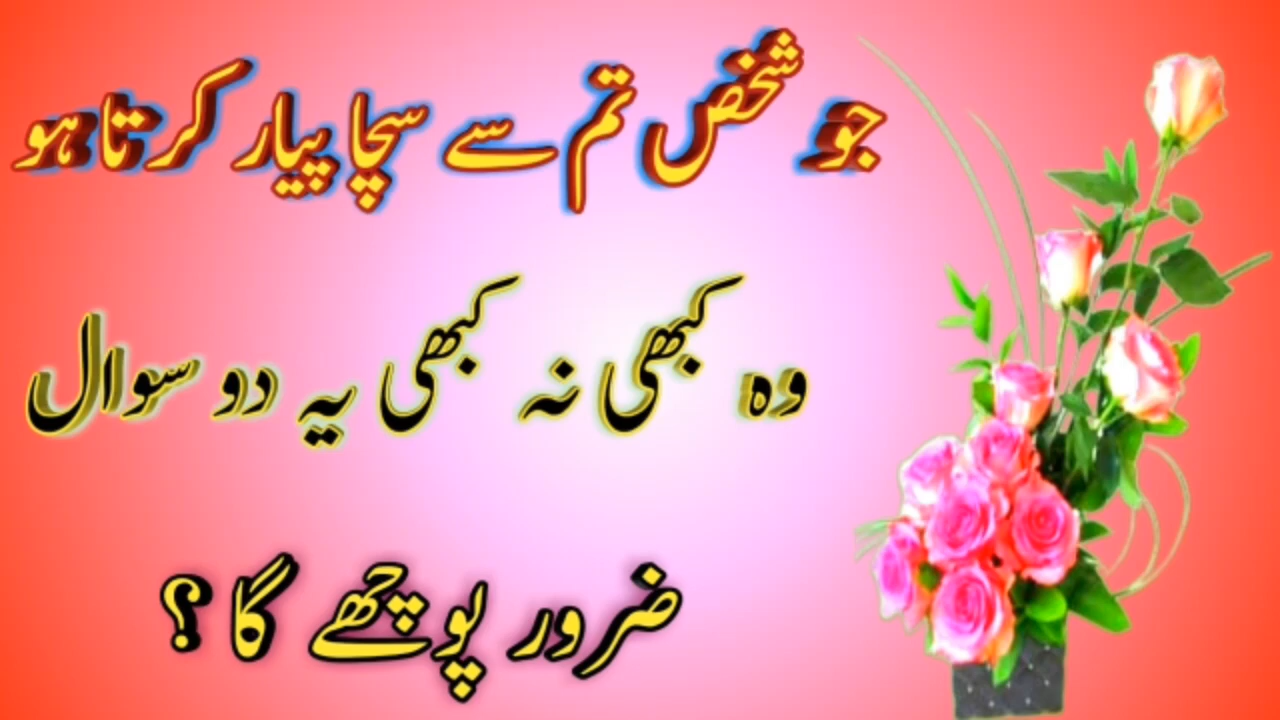 جو شخص تم سے سچا پیار کرتا ہو
وہ کبھی نہ کبھی یہ دو سوال
ضرور پوچھے گا ؟